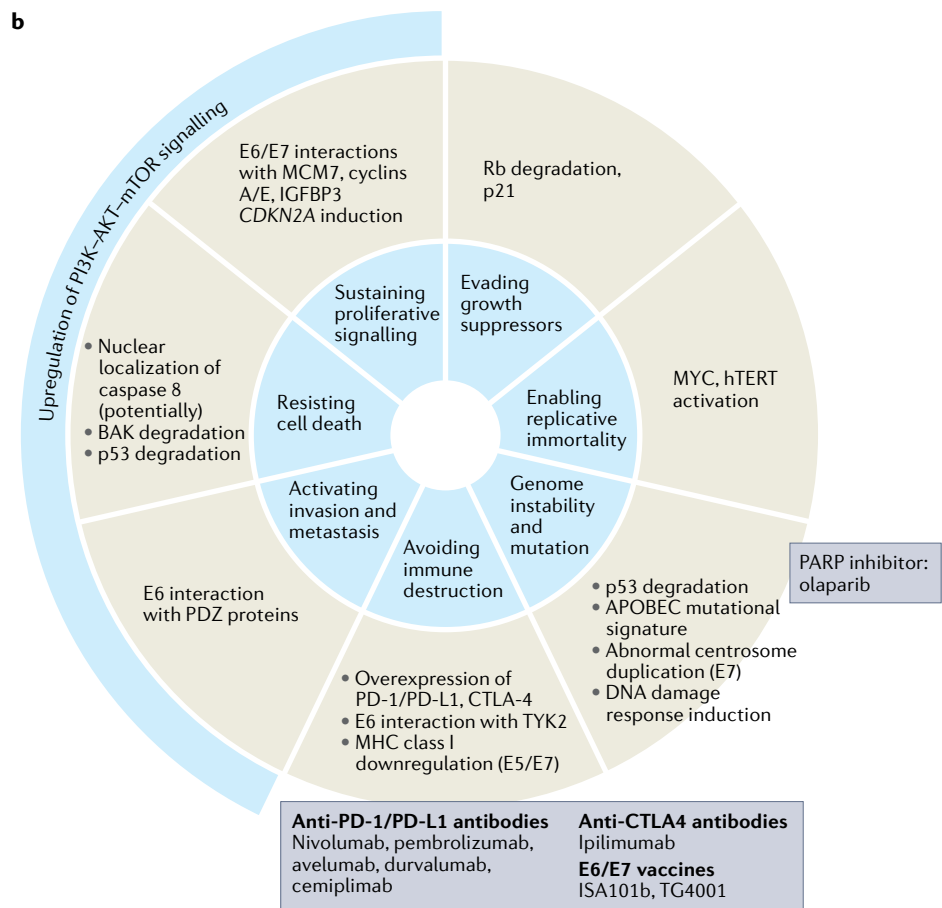 b
Upregulation of PI3K–AKT–mTOR signalling
E6/E7 interactions
with MCM7, cyclins
A/E, IGFBP3
CDKN2A induction
Rb degradation,
p21
Sustaining
proliferative
signalling
Evading
growth
suppressors
• Nuclear
localization of
caspase 8
(potentially)
• BAK degradation
• p53 degradation
Resisting
cell death
Enabling
replicative
immortality
MYC, hTERT
activation
Activating
invasion and
metastasis
Avoiding
immune
destruction
Genome
instability
and
mutation
E6 interaction
with PDZ proteins
• Overexpression of
PD-1/PD-L1, CTLA-4
• E6 interaction with TYK2
• MHC class I
downregulation (E5/E7)
• p53 degradation
• APOBEC mutational
signature
• Abnormal centrosome
duplication (E7)
• DNA damage
response induction
PARP inhibitor:
olaparib
Anti-PD-1/PD-L1 antibodies
Nivolumab, pembrolizumab,
avelumab, durvalumab,
cemiplimab
Anti-CTLA4 antibodies
Ipilimumab
E6/E7 vaccines
ISA101b, TG4001